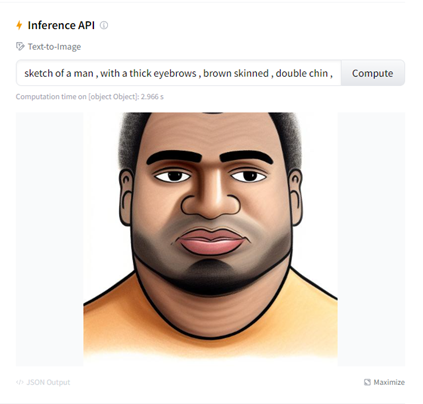 Inference API
Text-to-Image
sketch of a man , with a thick eyebrows , brown skinned , double chin ,
Compute
Computation time on [object Object]: 2.966 s
JSON Output
Maximize